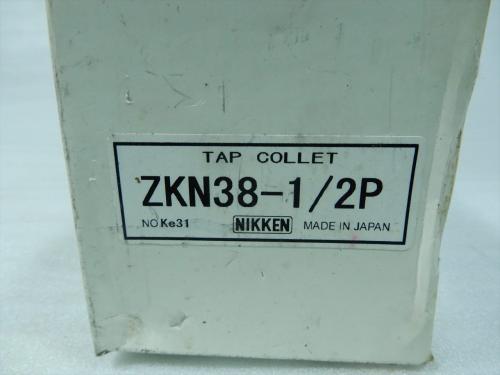 TAP COLLET
ZKN38-1/2P
NO Ke31 NIKKEN MADE IN JAPAN